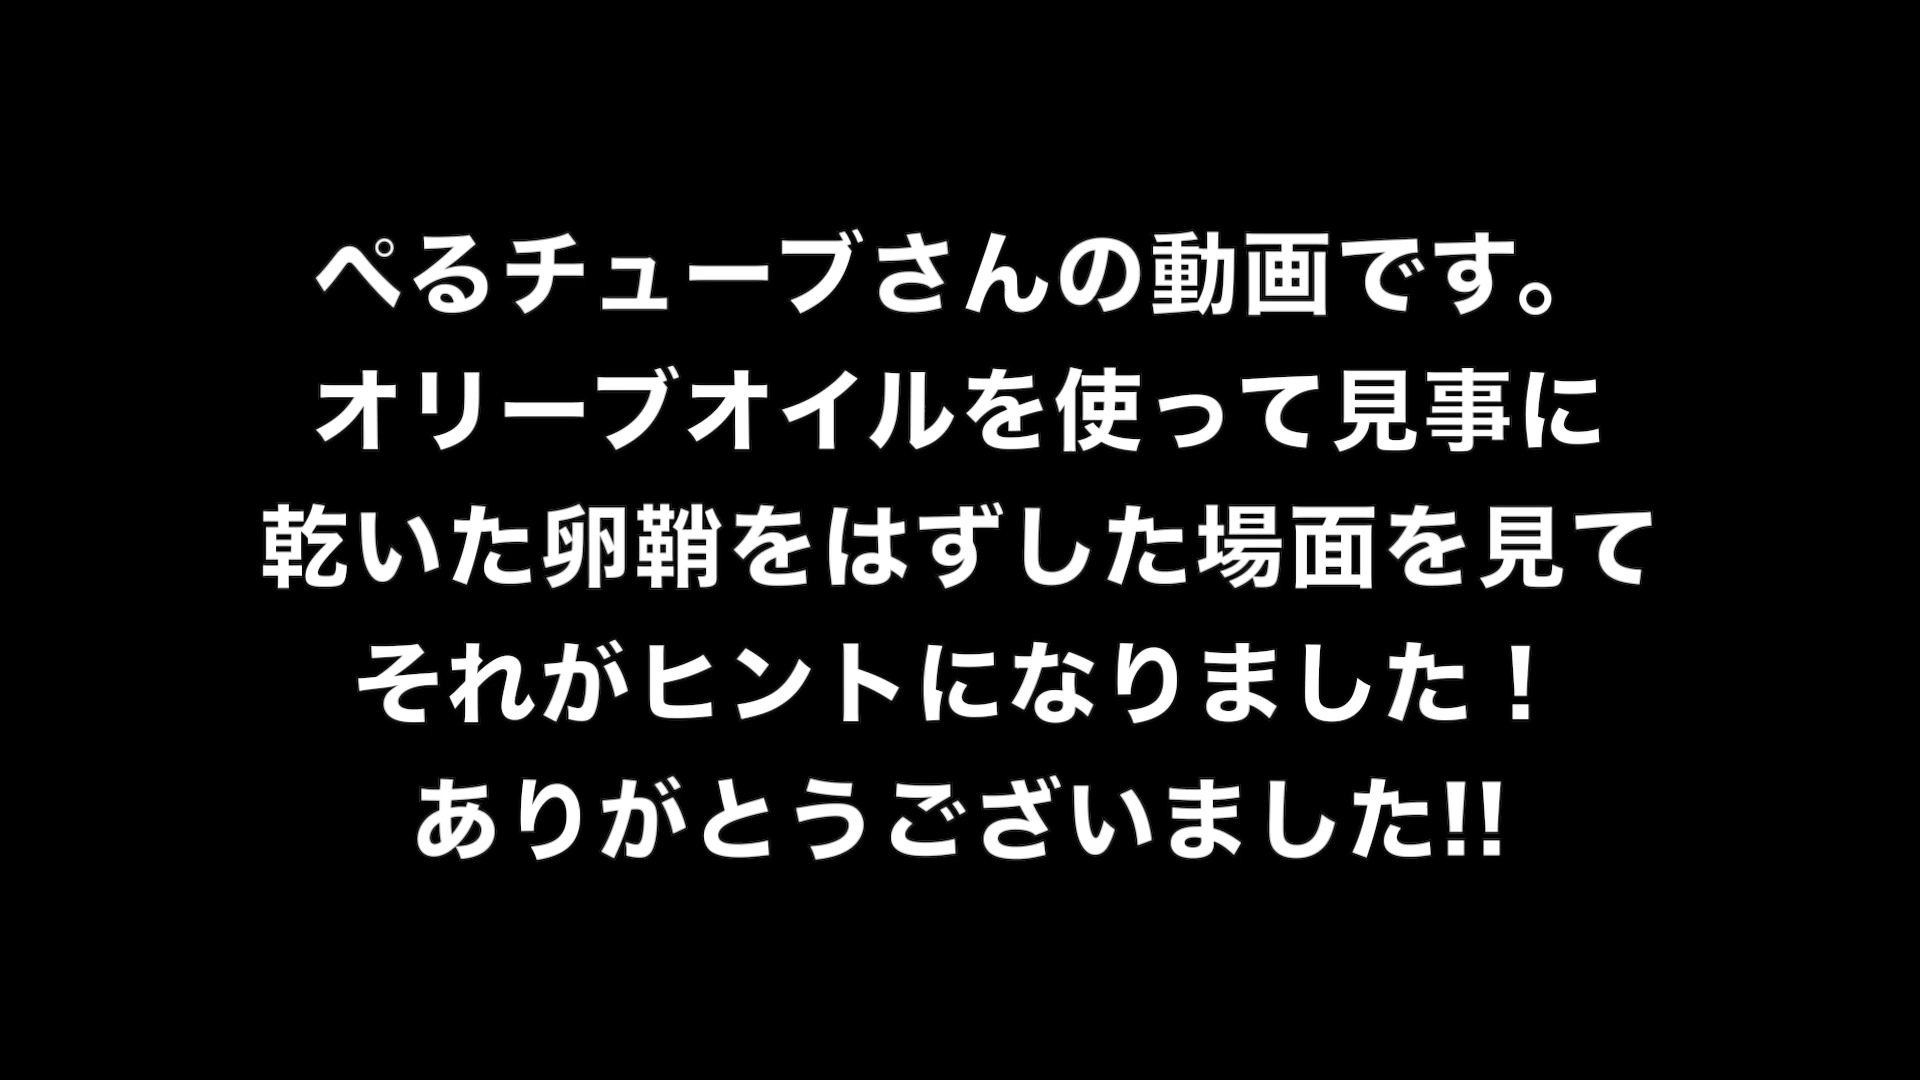 ぺるチューブさんの動画です。
オリーブオイルを使って見事に
乾いた卵鞘をはずした場面を見て
それがヒントになりました！
ありがとうございました!!